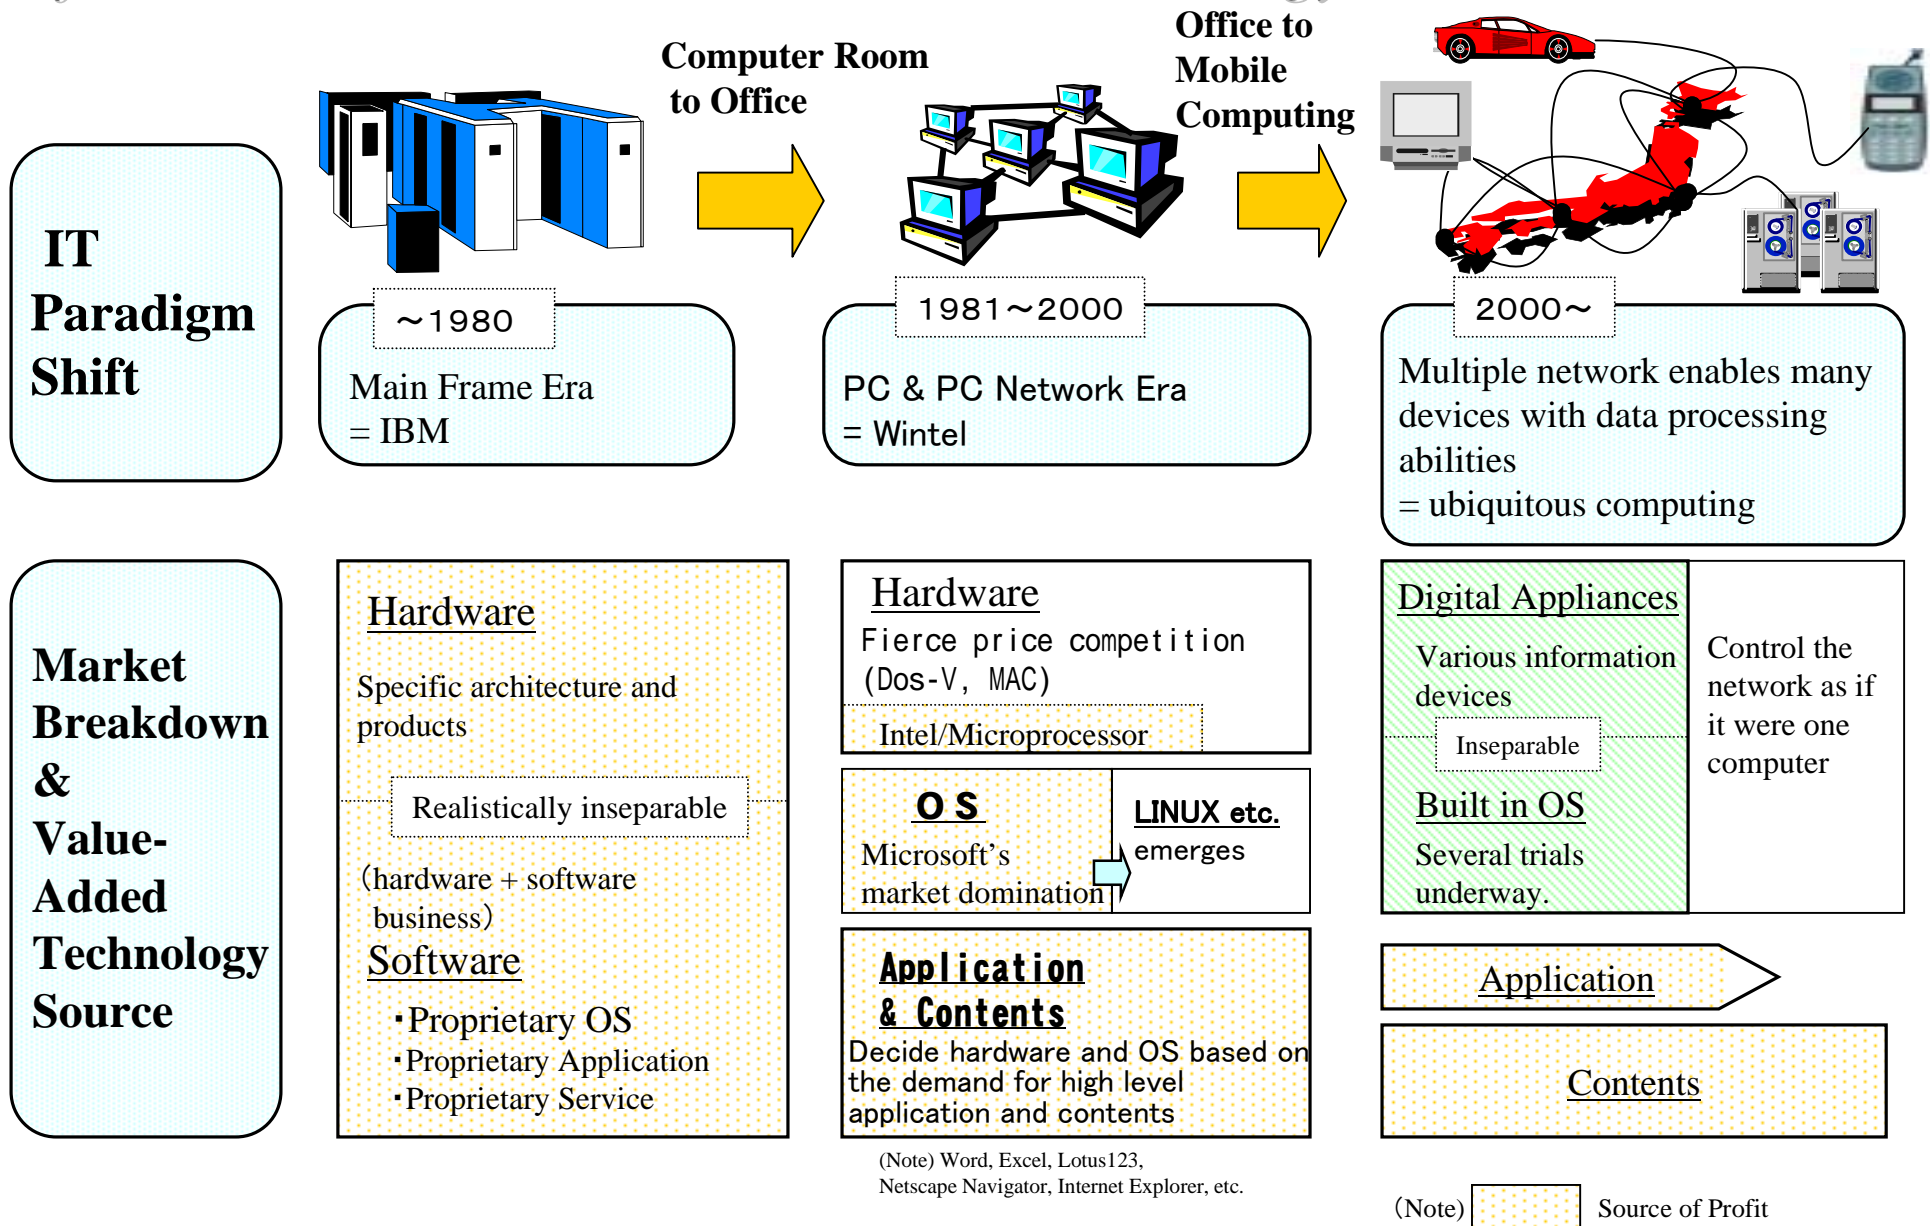 Computer Room
to Office
Office to
Mobile
Computing
IT
Paradigm
Shift
～1980
Main Frame Era
= IBM
1981～2000
PC & PC Network Era
= Wintel
2000～
Multiple network enables many
devices with data processing
abilities
= ubiquitous computing
Market
Breakdown
&
Value-
Added
Technology
Source
Hardware
Specific architecture and
products
Realistically inseparable
(hardware + software
business)
Software
・Proprietary OS
・Proprietary Application
・Proprietary Service
Hardware
Fierce price competition
(Dos-V, MAC)
Intel/Microprocessor
OS
Microsoft's
market domination
LINUX etc.
emerges
Application
& Contents
Decide hardware and OS based on
the demand for high level
application and contents
(Note) Word, Excel, Lotus123,
Netscape Navigator, Internet Explorer, etc.
Digital Appliances
Various information
devices
Inseparable
Built in OS
Several trials
underway.
Control the
network as if
it were one
computer
Application
Contents
(Note) Source of Profit